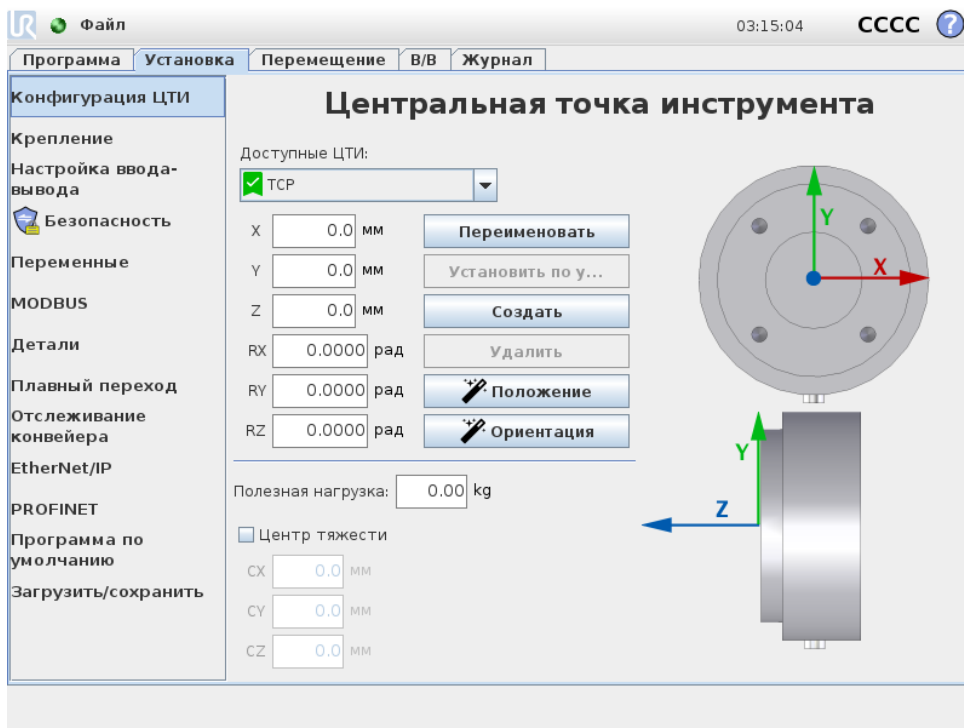 UR Файл 03:15:04 CCCC ?
Программа Установка Перемещение В/В Журнал
Конфигурация ЦТИ
Крепление
Настройка ввода-
вывода
Безопасность
Переменные
MODBUS
Детали
Плавный переход
Отслеживание
конвейера
EtherNet/IP
PROFINET
Программа по
умолчанию
Загрузить/сохранить
Центральная точка инструмента
Доступные ЦТИ:
TCP
X 0.0 мм Переименовать
Y 0.0 мм Установить по у...
Z 0.0 мм Создать
RX 0.0000 рад Удалить
RY 0.0000 рад Положение
RZ 0.0000 рад Ориентация
Полезная нагрузка: 0.00 kg
Центр тяжести
CX 0.0 мм
CY 0.0 мм
CZ 0.0 мм
Y
X
Y
Z